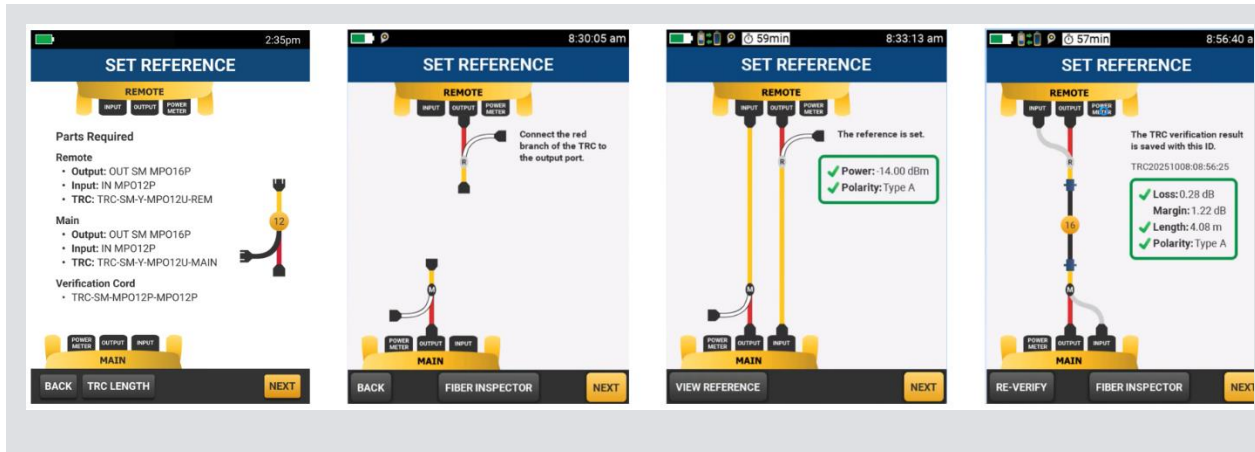 2:35pm
SET REFERENCE
REMOTE
INPUT OUTPUT POWER METER
Parts Required
Remote
• Output: OUT SM MPO16P
• Input: IN MPO12P
• TRC: TRC-SM-Y-MPO12U-REM
Main
• Output: OUT SM MPO16P
• Input: IN MPO12P
• TRC: TRC-SM-Y-MPO12U-MAIN
12
Verification Cord
• TRC-SM-MPO12P-MPO12P
POWER METER OUTPUT INPUT
MAIN
BACK TRC LENGTH NEXT
8:30:05 am
SET REFERENCE
REMOTE
INPUT OUTPUT POWER METER
Connect the red
branch of the TRC to
the output port.
R
M
POWER METER OUTPUT INPUT
MAIN
BACK FIBER INSPECTOR NEXT
59min 8:33:13 am
SET REFERENCE
REMOTE
INPUT OUTPUT POWER METER
The reference is set.
R
Power: -14.00 dBm
Polarity: Type A
M
POWER METER OUTPUT INPUT
MAIN
VIEW REFERENCE NEXT
57min 8:56:40 a
SET REFERENCE
REMOTE
INPUT OUTPUT POWER METER
The TRC verification result
is saved with this ID.
R
TRC20251008:08:56:25
Loss: 0.28 dB
Margin: 1.22 dB
16
Length: 4.08 m
Polarity: Type A
M
POWER METER OUTPUT INPUT
MAIN
RE-VERIFY FIBER INSPECTOR NEXT